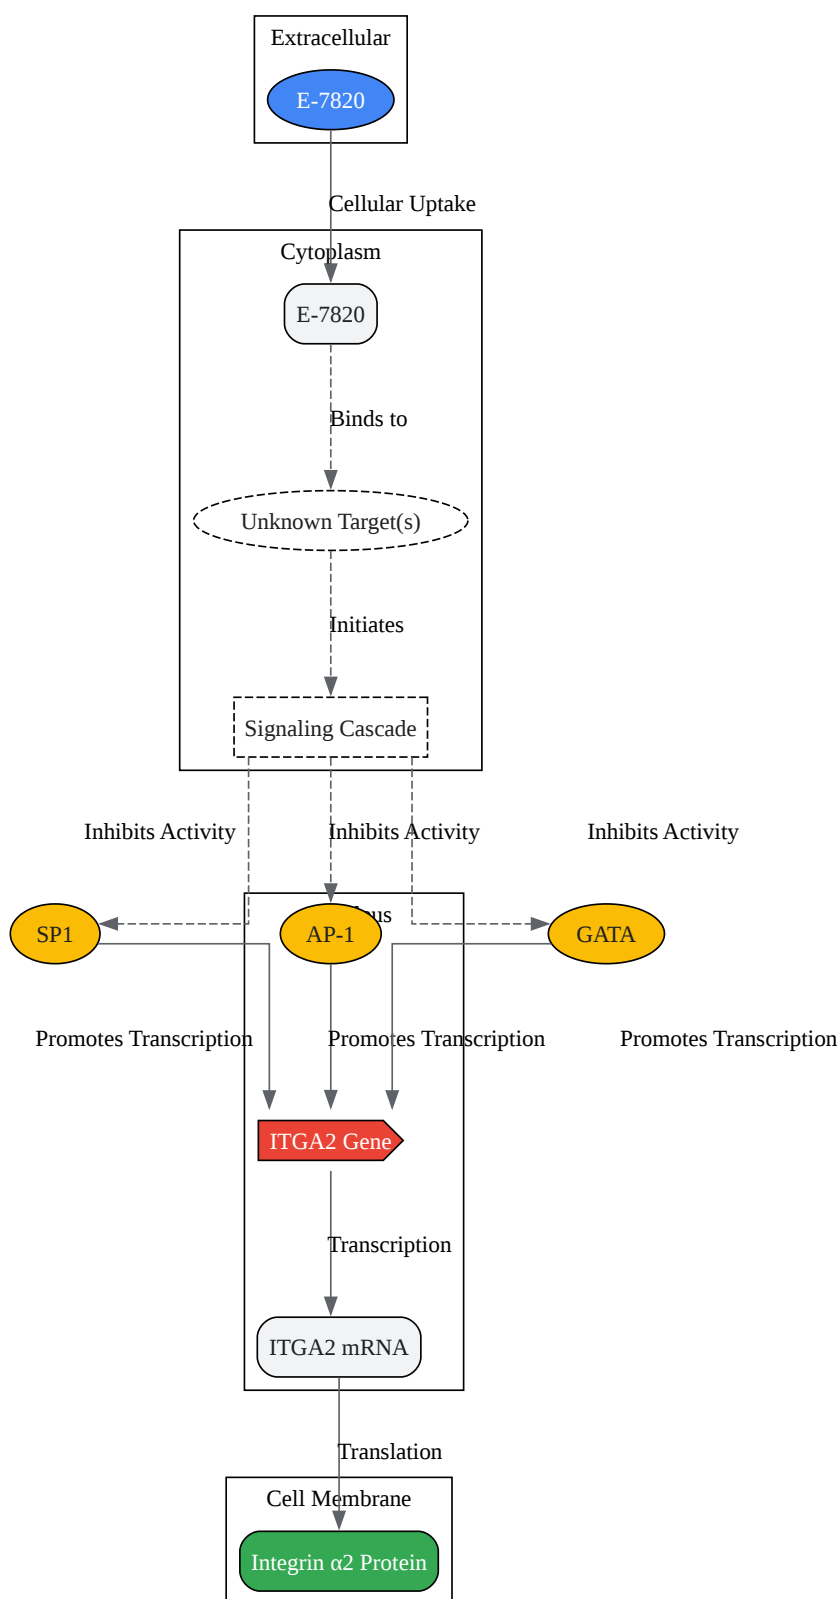 Extracellular
E-7820
Cellular Uptake
Cytoplasm
E-7820
Binds to
Unknown Target(s)
Initiates
Signaling Cascade
Inhibits Activity
Inhibits Activity
Inhibits Activity
SP1
AP-1
GATA
Promotes Transcription
Promotes Transcription
Promotes Transcription
ITGA2 Gene
Transcription
ITGA2 mRNA
Translation
Cell Membrane
Integrin α2 Protein